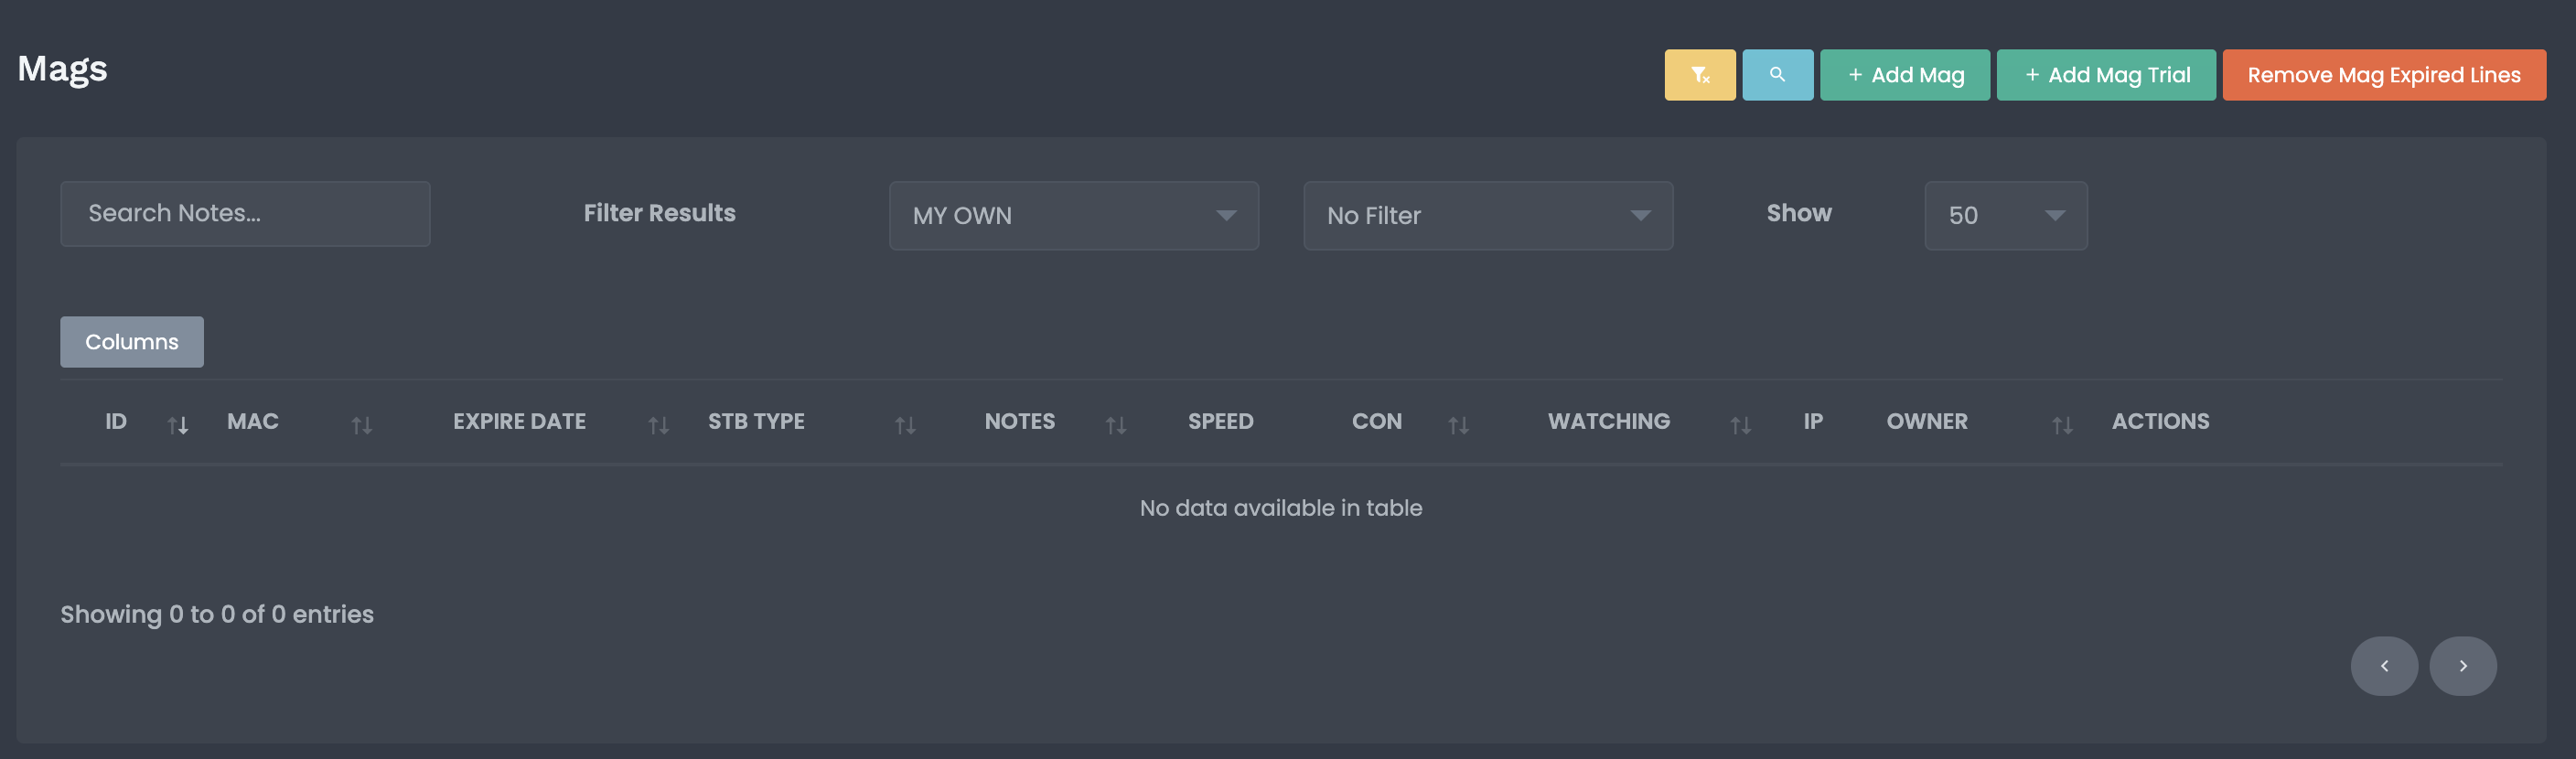 Mags
+ Add Mag
+ Add Mag Trial
Remove Mag Expired Lines
Search Notes...
Filter Results
MY OWN
No Filter
Show
50
Columns
ID MAC EXPIRE DATE STB TYPE NOTES SPEED CON WATCHING IP OWNER ACTIONS
No data available in table
Showing 0 to 0 of 0 entries